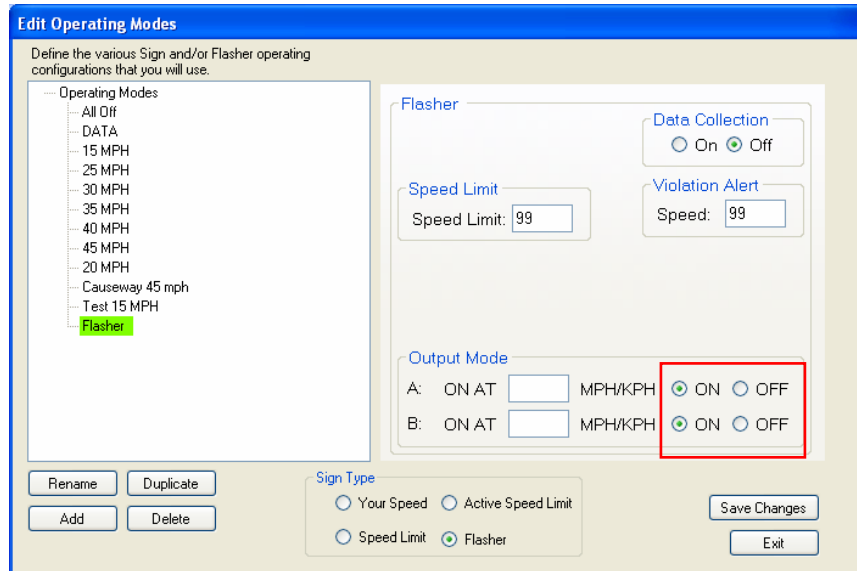 Edit Operating Modes
Define the various Sign and/or Flasher operating
configurations that you will use.
Operating Modes
All Off
DATA
15 MPH
25 MPH
30 MPH
35 MPH
40 MPH
45 MPH
20 MPH
Causeway 45 mph
Test 15 MPH
Flasher
Flasher
Data Collection
On Off
Speed Limit
Speed Limit: 99
Violation Alert
Speed: 99
Output Mode
A: ON AT MPH/KPH ON OFF
B: ON AT MPH/KPH ON OFF
Rename Duplicate
Add Delete
Sign Type
Your Speed Active Speed Limit
Speed Limit Flasher
Save Changes
Exit